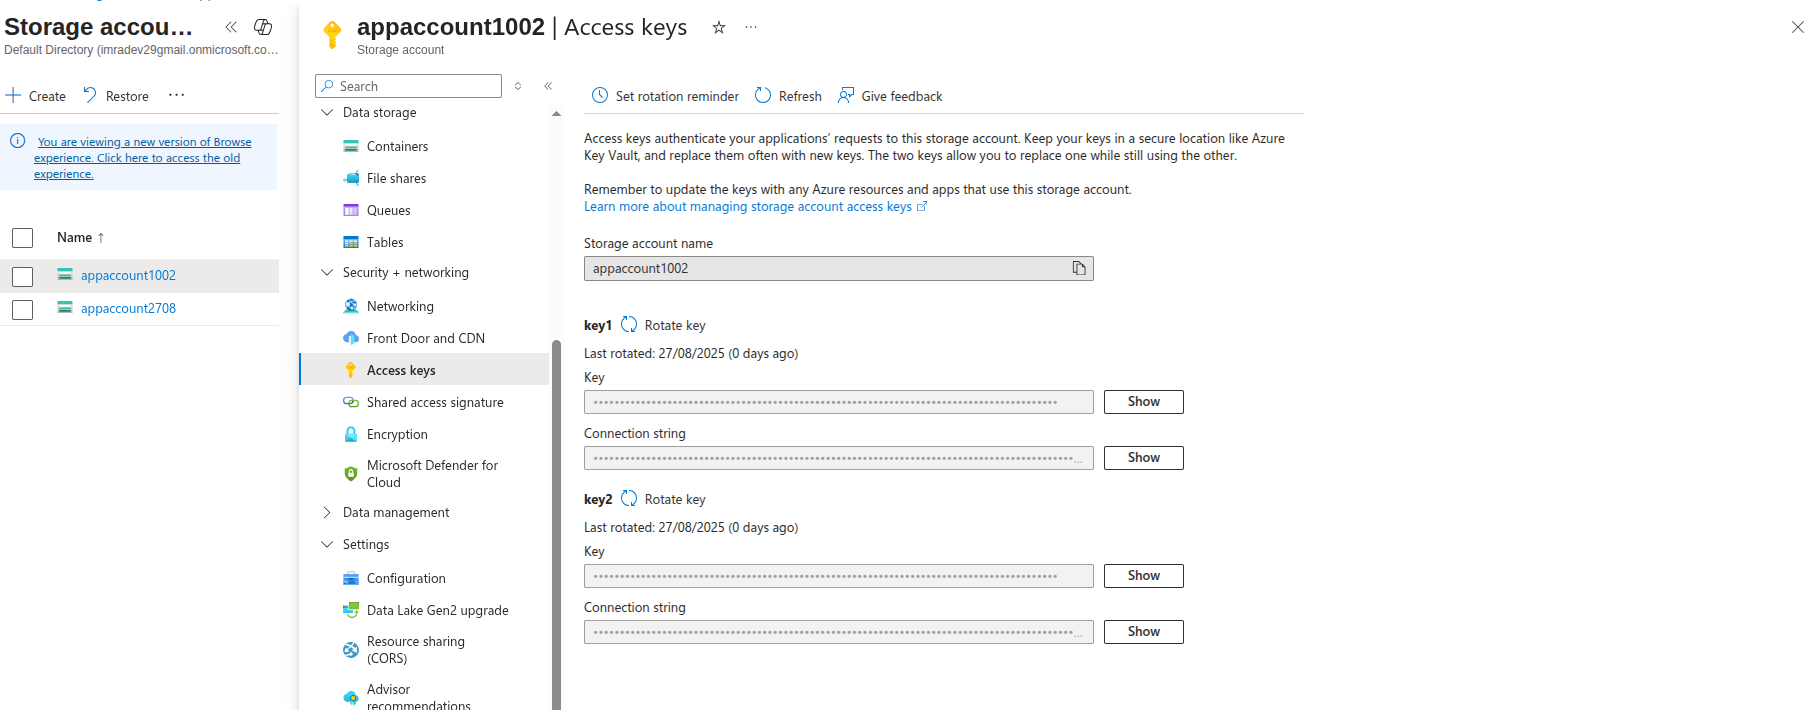 Storage accou...
Default Directory (imradev29gmail.onmicrosoft.co...
Create
Restore
...
You are viewing a new version of Browse
experience. Click here to access the old
experience.
Name ↑
appaccount1002
appaccount2708
appaccount1002 | Access keys
...
Storage account
Search
Data storage
Containers
File shares
Queues
Tables
Security + networking
Networking
Front Door and CDN
Access keys
Shared access signature
Encryption
Microsoft Defender for
Cloud
Data management
Settings
Configuration
Data Lake Gen2 upgrade
Resource sharing
(CORS)
Advisor
recommendations
Set rotation reminder
Refresh
Give feedback
Access keys authenticate your applications’ requests to this storage account. Keep your keys in a secure location like Azure
Key Vault, and replace them often with new keys. The two keys allow you to replace one while still using the other.
Remember to update the keys with any Azure resources and apps that use this storage account.
Learn more about managing storage account access keys
Storage account name
appaccount1002
key1 Rotate key
Last rotated: 27/08/2025 (0 days ago)
Key
Show
Connection string
Show
key2 Rotate key
Last rotated: 27/08/2025 (0 days ago)
Key
Show
Connection string
Show